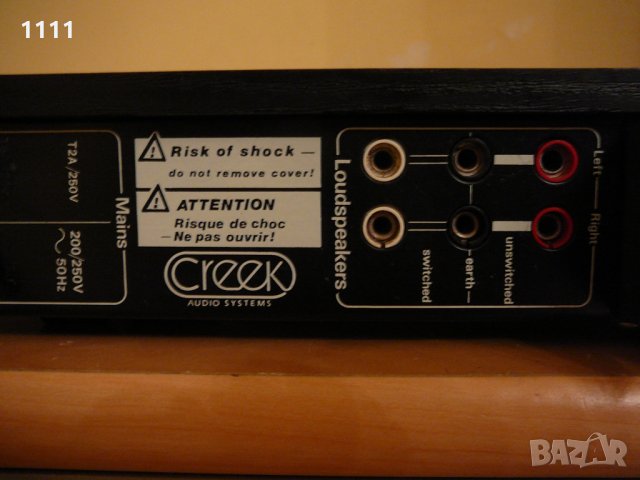 1111
T2A/250V
200/250V
50Hz
Mains
Risk of shock –
do not remove cover!
ATTENTION
Risque de choc
– Ne pas ouvrir!
Creek
AUDIO SYSTEMS
Loudspeakers
switched
earth
unswitched
Left
Right
BAZAR